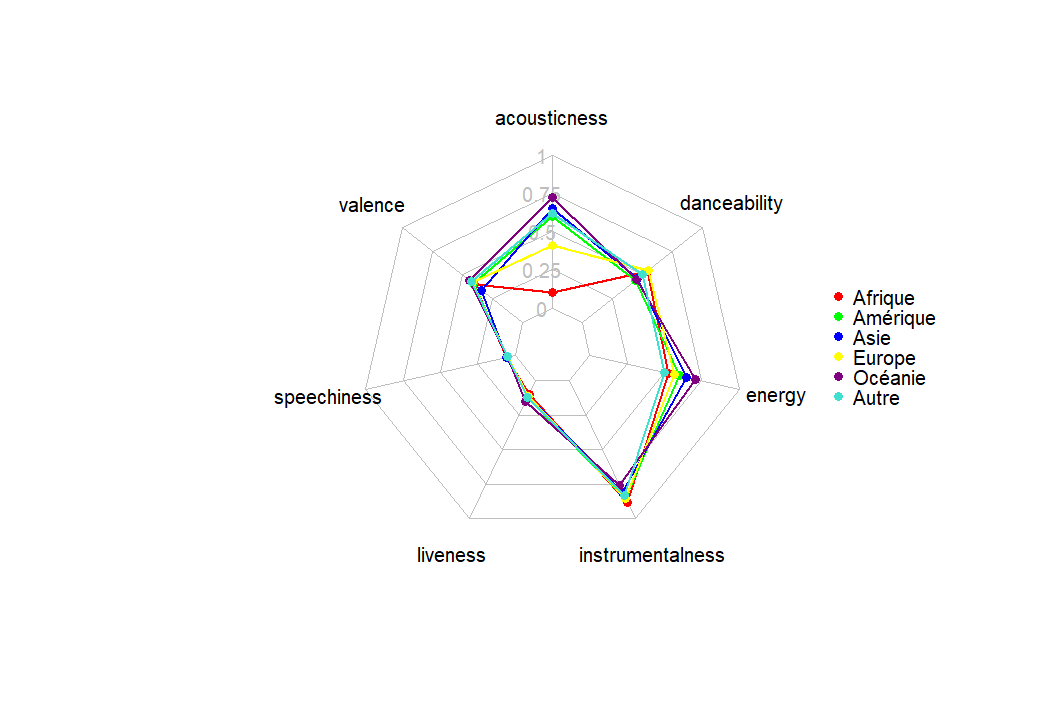 acousticness
1
0.75
0.5
0.25
0
valence
danceability
speechiness
energy
liveness
instrumentalness
Afrique
Amérique
Asie
Europe
Océanie
Autre